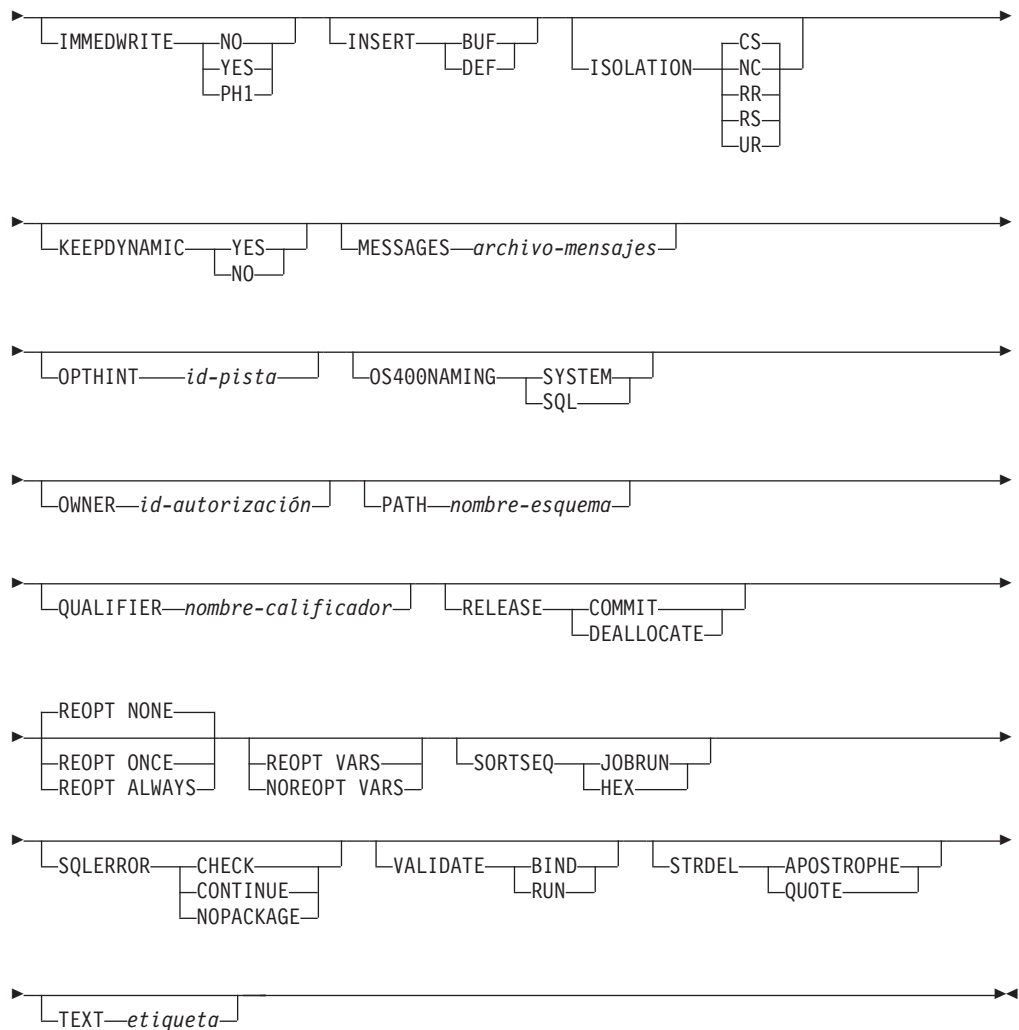 IMMEDWRITE NO INSERT BUF ISOLATION CS
YES DEF NC
PH1 RR
RS
UR
KEEPDYNAMIC YES MESSAGES archivo-mensajes
NO
OPTHINT id-pista OS400NAMING SYSTEM
SQL
OWNER id-autorización PATH nombre-esquema
QUALIFIER nombre-calificador RELEASE COMMIT
DEALLOCATE
REOPT NONE
REOPT ONCE REOPT VARS SORTSEQ JOBRUN
REOPT ALWAYS NOREOPT VARS HEX
SQLERROR CHECK VALIDATE BIND STRDEL APOSTROPHE
CONTINUE RUN QUOTE
NOPACKAGE
TEXT etiqueta